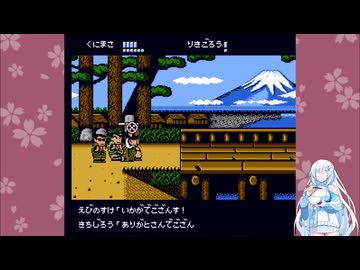 くにまさ りきごろう
えびのすけ「いかがでござんす！
きちじろう「ありがとさんでござん